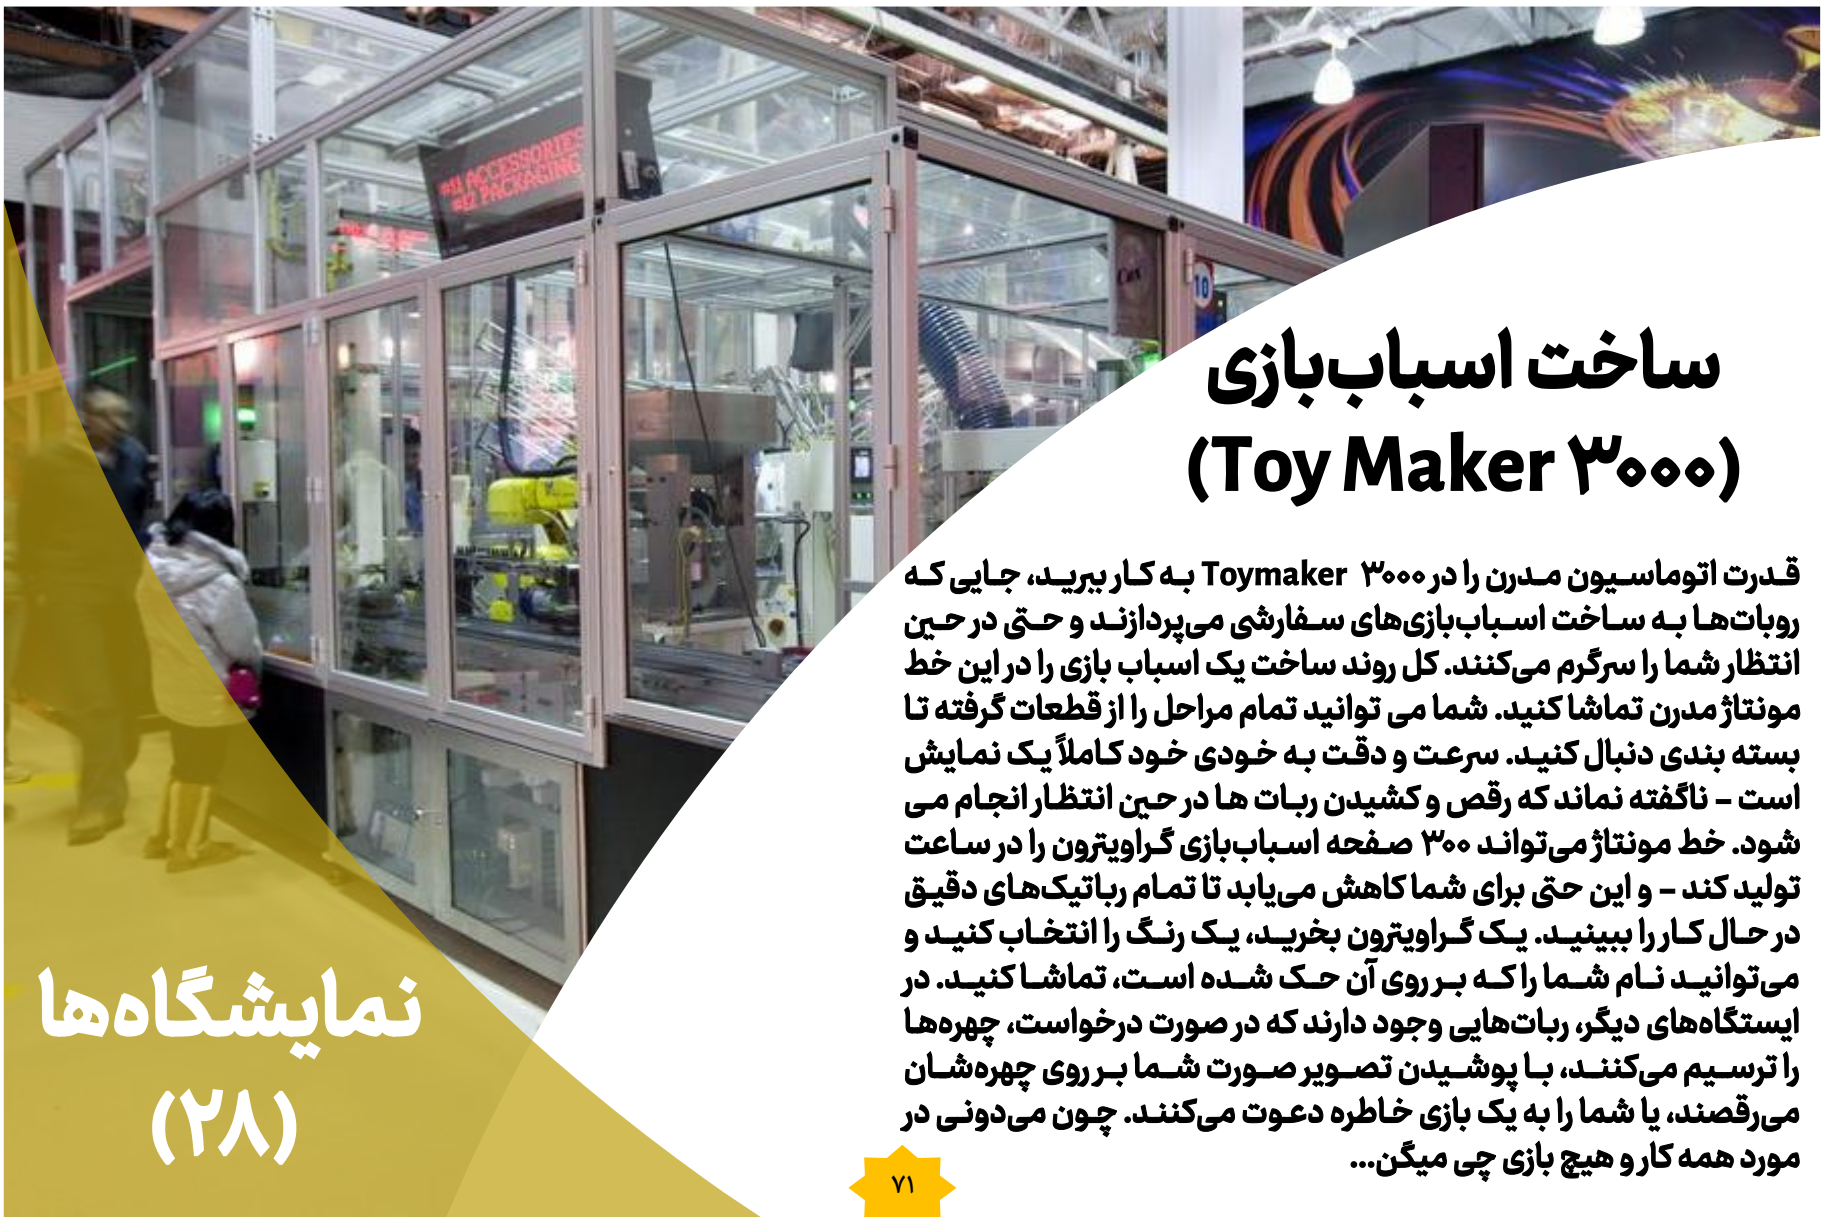 #11 ACCESSORIES
#12 PACKAGING
10
ساخت اسباب‌بازی
(Toy Maker ۳۰۰۰)
قدرت اتوماسیون مدرن را در Toymaker ۳۰۰۰ به کار ببرید، جایی که
روبات‌ها به ساخت اسباب‌بازی‌های سفارشی می‌پردازند و حتی در حین
انتظار شما را سرگرم می‌کنند. کل روند ساخت یک اسباب بازی را در این خط
مونتاژ مدرن تماشا کنید. شما می توانید تمام مراحل را از قطعات گرفته تا
بسته بندی دنبال کنید. سرعت و دقت به خودی خود کاملاً یک نمایش
است – ناگفته نماند که رقص و کشیدن ربات ها در حین انتظار انجام می
شود. خط مونتاژ می‌تواند ۳۰۰ صفحه اسباب‌بازی گراویترون را در ساعت
تولید کند – و این حتی برای شما کاهش می‌یابد تا تمام رباتیک‌های دقیق
در حال کار را ببینید. یک گراویترون بخرید، یک رنگ را انتخاب کنید و
می‌توانید نام شما را که بر روی آن حک شده است، تماشا کنید. در
ایستگاه‌های دیگر، ربات‌هایی وجود دارند که در صورت درخواست، چهره‌ها
را ترسیم می‌کنند، با پوشیدن تصویر صورت شما بر روی چهره‌شان
می‌رقصند، یا شما را به یک بازی خاطره دعوت می‌کنند. چون می‌دونی در
مورد همه کار و هیچ بازی چی میگن...
نمایشگاه‌ها
(۲۸)
۷۱